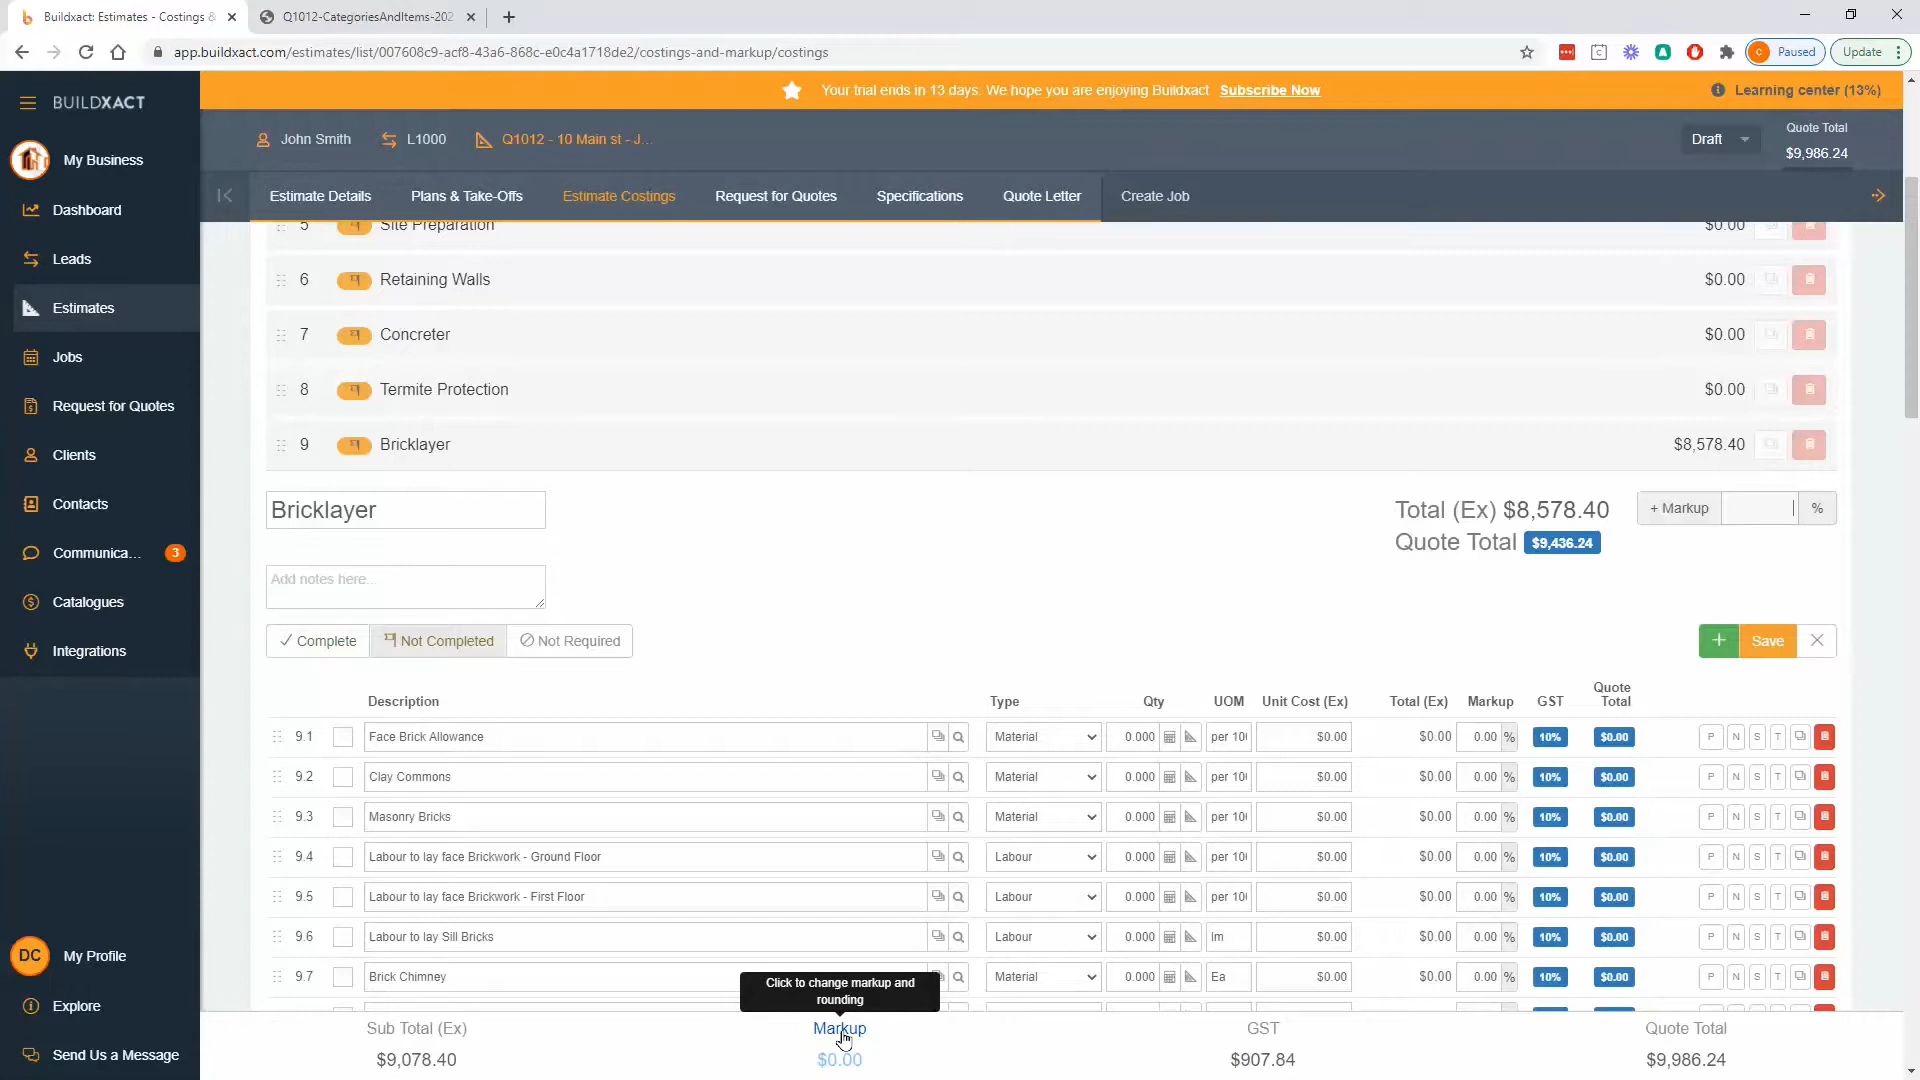 Buildxact: Estimates - Costings &
Q1012-CategoriesAndItems-202
app.buildxact.com/estimates/list/007608c9-acf8-43a6-868c-e0c4a1718de2/costings-and-markup/costings
C Paused
Update
BUILDXACT
Your trial ends in 13 days. We hope you are enjoying Buildxact Subscribe Now
Learning center (13%)
John Smith
L1000
Q1012 - 10 Main st - J...
Draft
Quote Total
$9,986.24
My Business
Dashboard
Leads
Estimates
Jobs
Request for Quotes
Clients
Contacts
Communica... 3
Catalogues
Integrations
DC My Profile
Explore
Send Us a Message
Estimate Details
Plans & Take-Offs
Estimate Costings
Request for Quotes
Specifications
Quote Letter
Create Job
5 Site Preparation $0.00
6 Retaining Walls $0.00
7 Concreter $0.00
8 Termite Protection $0.00
9 Bricklayer $8,578.40
Bricklayer
Total (Ex) $8,578.40
+ Markup %
Quote Total $9,436.24
Add notes here...
Complete
Not Completed
Not Required
+ Save
Description Type Qty UOM Unit Cost (Ex) Total (Ex) Markup GST Quote Total
9.1 Face Brick Allowance Material 0.000 per 10 $0.00 $0.00 0.00 % 10% $0.00 P N S T
9.2 Clay Commons Material 0.000 per 10 $0.00 $0.00 0.00 % 10% $0.00 P N S T
9.3 Masonry Bricks Material 0.000 per 10 $0.00 $0.00 0.00 % 10% $0.00 P N S T
9.4 Labour to lay face Brickwork - Ground Floor Labour 0.000 per 10 $0.00 $0.00 0.00 % 10% $0.00 P N S T
9.5 Labour to lay face Brickwork - First Floor Labour 0.000 per 10 $0.00 $0.00 0.00 % 10% $0.00 P N S T
9.6 Labour to lay Sill Bricks Labour 0.000 lm $0.00 $0.00 0.00 % 10% $0.00 P N S T
9.7 Brick Chimney Material 0.000 Ea $0.00 $0.00 0.00 % 10% $0.00 P N S T
Click to change markup and
rounding
Sub Total (Ex) Markup GST Quote Total
$9,078.40 $0.00 $907.84 $9,986.24